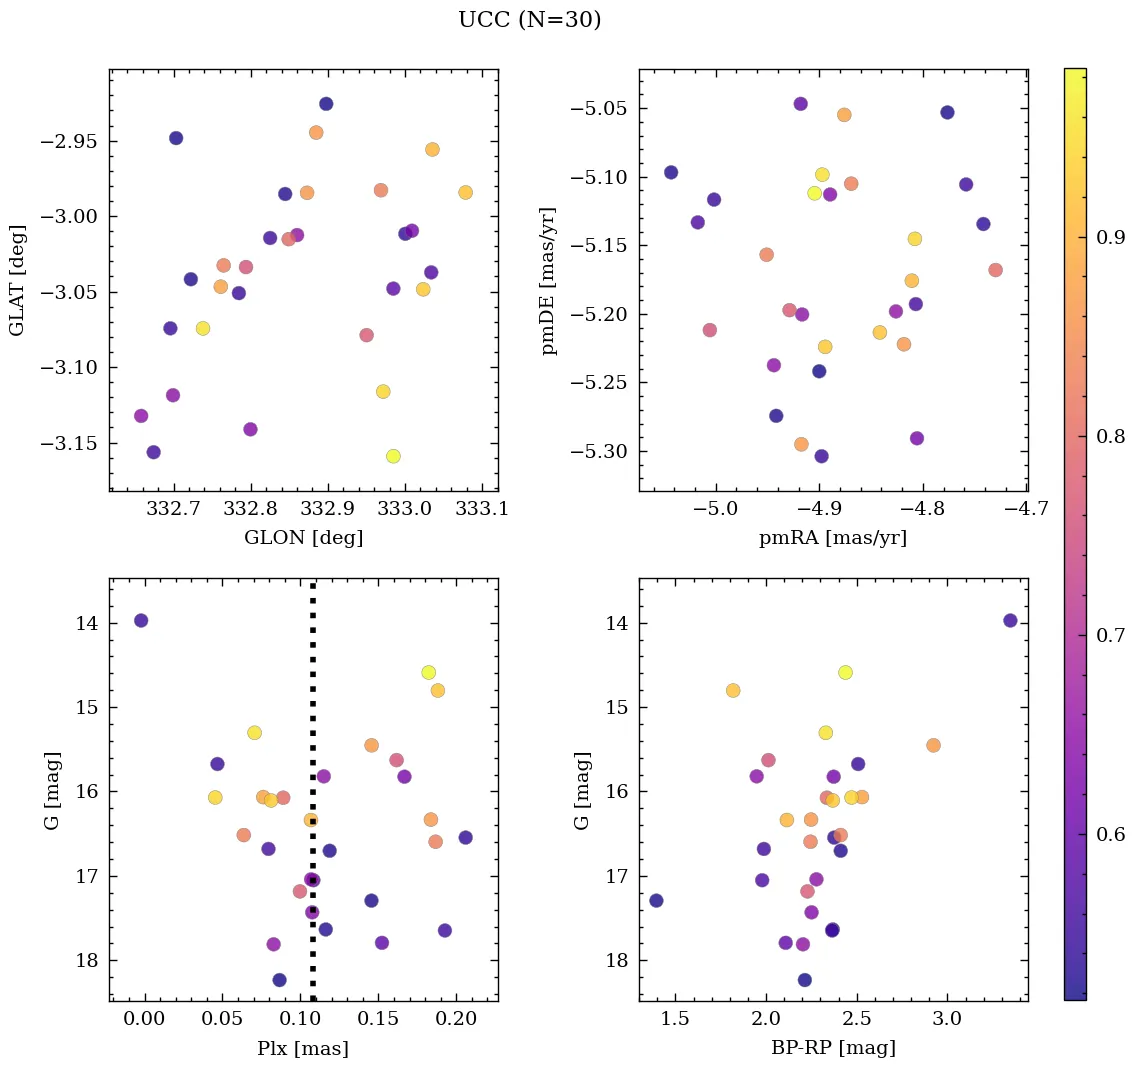 UCC (N=30)
−2.95
−3.00
−3.05
−3.10
−3.15
GLAT [deg]
332.7 332.8 332.9 333.0 333.1
GLON [deg]
−5.05
−5.10
−5.15
−5.20
−5.25
−5.30
pmDE [mas/yr]
−5.0 −4.9 −4.8 −4.7
pmRA [mas/yr]
14
15
16
17
18
G [mag]
0.00 0.05 0.10 0.15 0.20
Plx [mas]
14
15
16
17
18
G [mag]
1.5 2.0 2.5 3.0
BP-RP [mag]
0.9
0.8
0.7
0.6